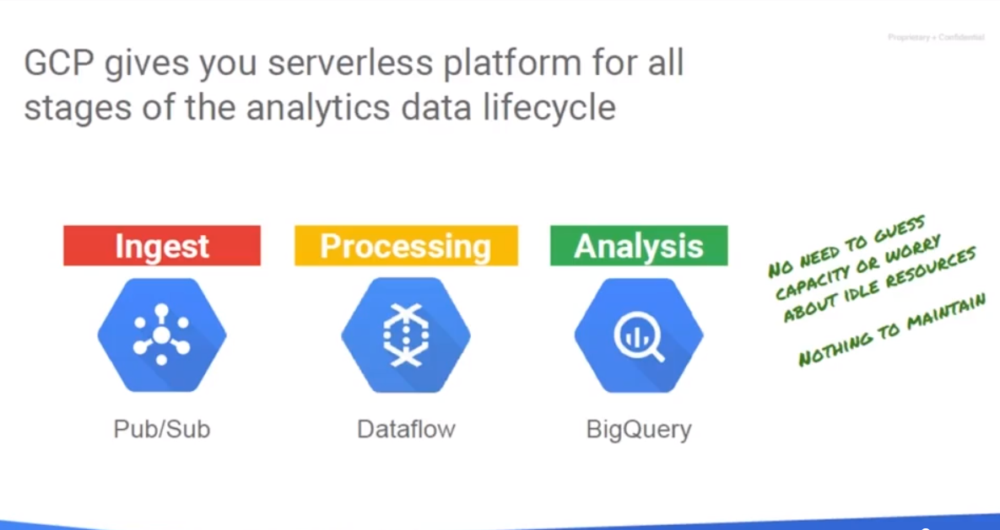 Proprietary + Confidential
GCP gives you serverless platform for all
stages of the analytics data lifecycle
Ingest
Processing
Analysis
Pub/Sub
Dataflow
BigQuery
NO NEED TO GUESS
CAPACITY OR WORRY
ABOUT IDLE RESOURCES
NOTHING TO MAINTAIN